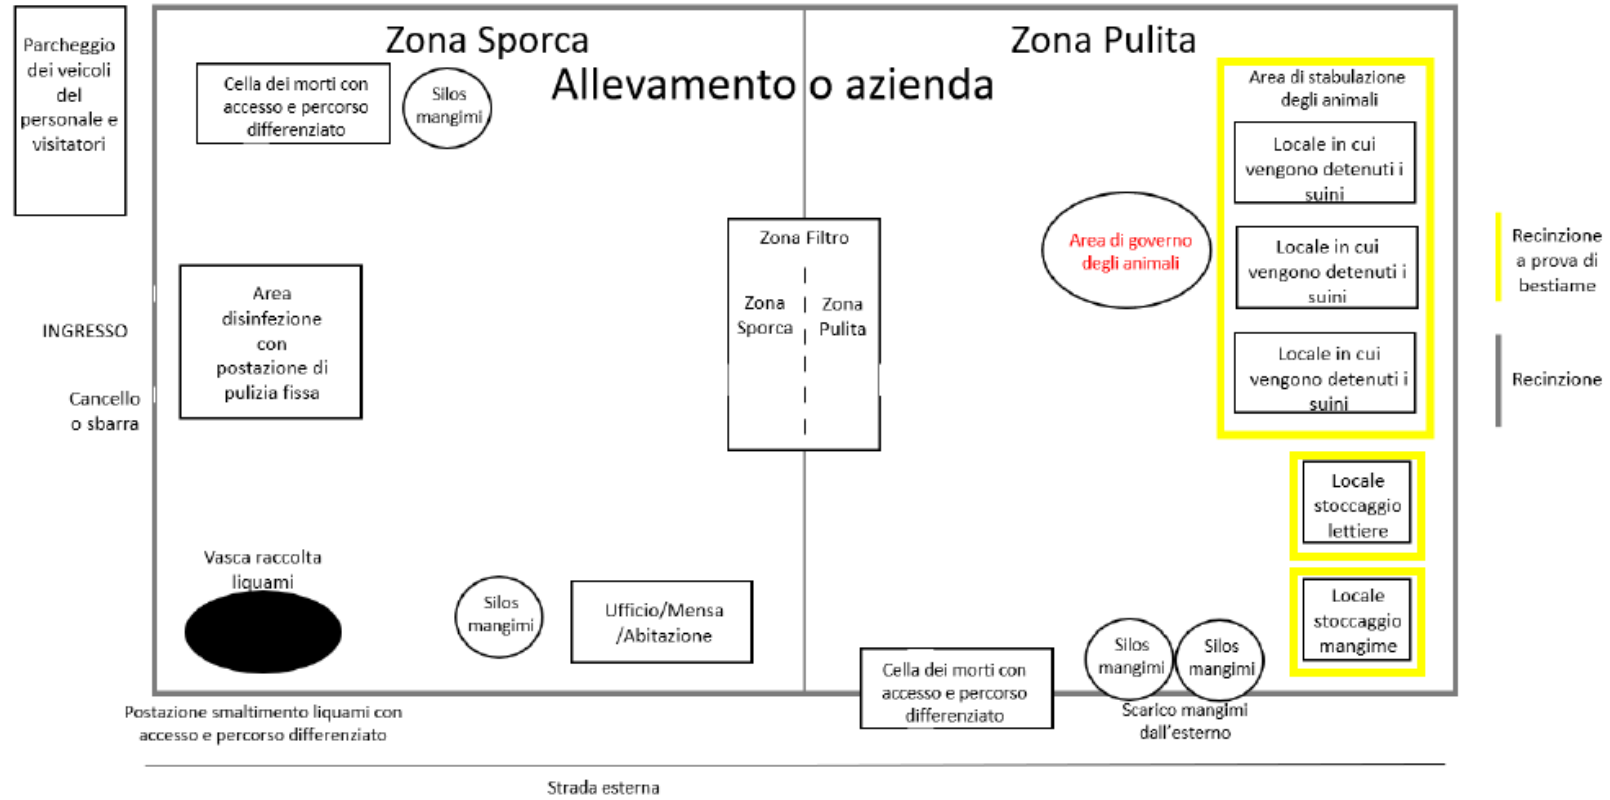 Parcheggio
dei veicoli
del
personale e
visitatori
Zona Sporca
Zona Pulita
Allevamento o azienda
Cella dei morti con
accesso e percorso
differenziato
Silos
mangimi
Area di stabulazione
degli animali
Locale in cui
vengono detenuti i
suini
Locale in cui
vengono detenuti i
suini
Locale in cui
vengono detenuti i
suini
Area di governo
degli animali
Zona Filtro
Zona
Sporca
Zona
Pulita
Area
disinfezione
con
postazione di
pulizia fissa
INGRESSO
Cancello
o sbarra
Recinzione
a prova di
bestiame
Recinzione
Locale
stoccaggio
lettiere
Locale
stoccaggio
mangime
Vasca raccolta
liquami
Silos
mangimi
Ufficio/Mensa
/Abitazione
Cella dei morti con
accesso e percorso
differenziato
Silos
mangimi
Silos
mangimi
Scarico mangimi
dall'esterno
Postazione smaltimento liquami con
accesso e percorso differenziato
Strada esterna